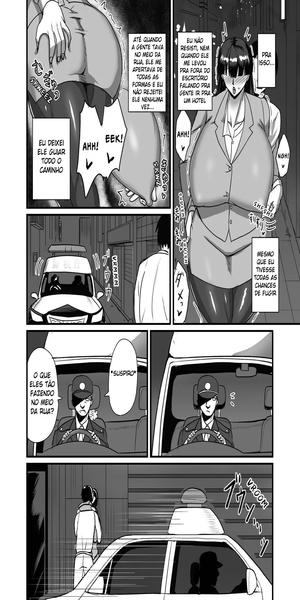 PRA
ISSO...
EU NÃO
RESISTI, NEM
QUANDO ELE
ME LEVOU
PRA FORA DO
ESCRITÓRIO
FALANDO PRA
GENTE IR PRA
UM HOTEL
ATÉ QUANDO
A GENTE TAVA
NO MEIO DA
RUA, ELE ME
APERTAVA DE
TODAS AS
FORMAS E EU
NÃO REJEITEI
ELE NENHUMA
VEZ...
AHH!
EEK!
AHH!
EU DEIXEI
ELE GUIAR
TODO O
CAMINHO
MESMO QUE
EU TIVESSE
TODAS AS
CHANCES
DE FUGIR
*SUSPIRO*
O QUE
ELES TÃO
FAZENDO
NO MEIO
DA RUA?
VROOM